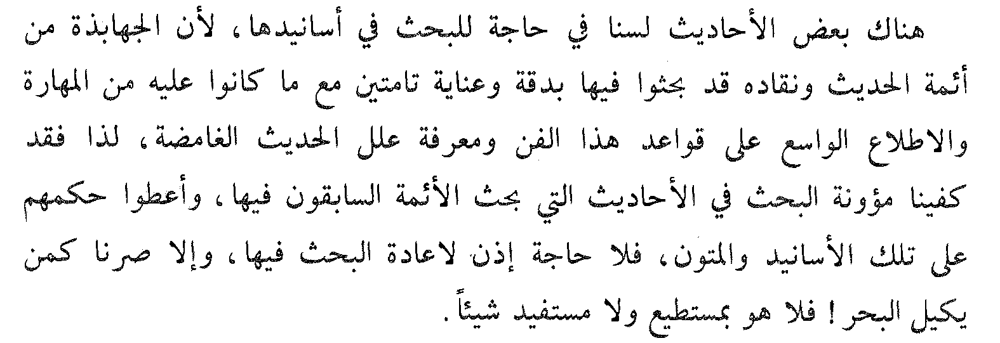 هناك بعض الأحاديث لسنا في حاجة للبحث في أسانيدها، لأن الجهابذة من
أئمة الحديث ونقاده قد بحثوا فيها بدقة وعناية تامتين مع ما كانوا عليه من المهارة
والاطلاع الواسع على قواعد هذا الفن ومعرفة علل الحديث الغامضة، لذا فقد
كفينا مؤونة البحث في الأحاديث التي بحث الأئمة السابقون فيها، وأعطوا حكمهم
على تلك الأسانيد والمتون، فلا حاجة إذن لاعادة البحث فيها، وإلا صرنا كمن
يكيل البحر! فلا هو بمستطيع ولا مستفيد شيئاً.